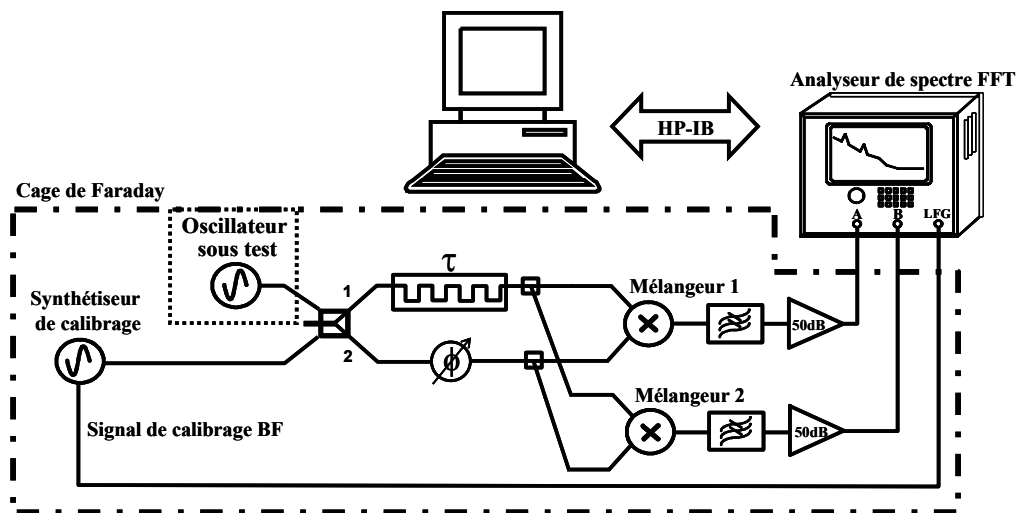 Analyseur de spectre FFT
HP-IB
A B LFG
Cage de Faraday
Oscillateur
sous test
Synthétiseur
de calibrage
1
2
τ
ϕ
Mélangeur 1
50dB
Mélangeur 2
50dB
Signal de calibrage BF